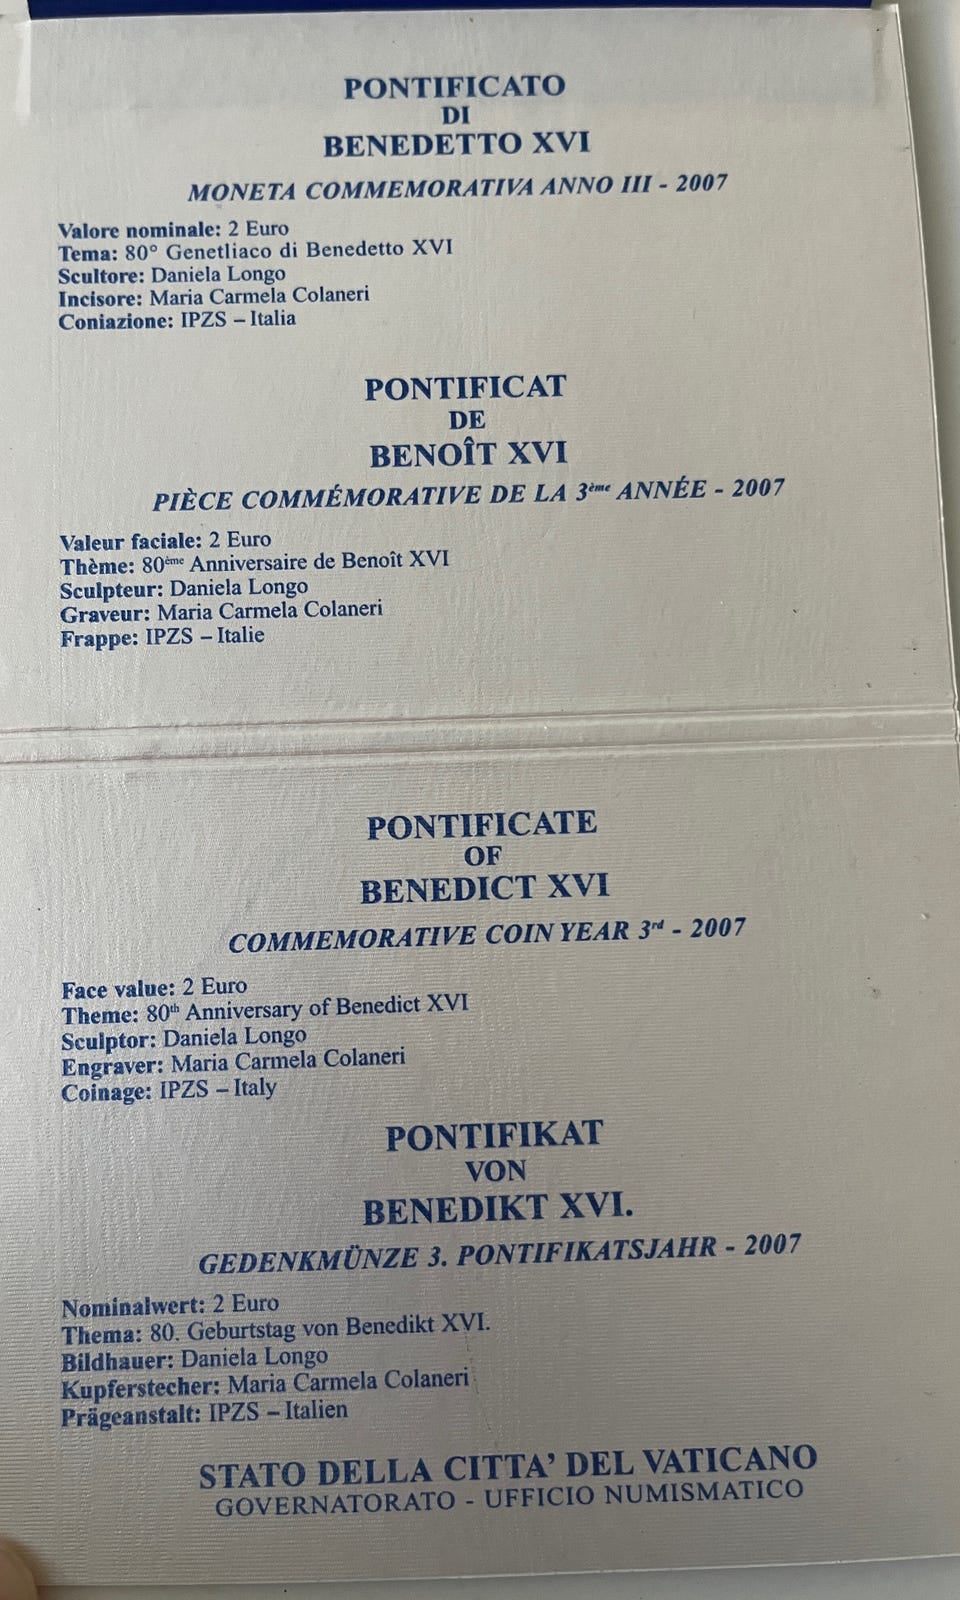 PONTIFICATO
DI
BENEDETTO XVI
MONETA COMMEMORATIVA ANNO III - 2007
Valore nominale: 2 Euro
Tema: 80° Genetliaco di Benedetto XVI
Scultore: Daniela Longo
Incisore: Maria Carmela Colaneri
Coniazione: IPZS – Italia
PONTIFICAT
DE
BENOÎT XVI
PIÈCE COMMÉMORATIVE DE LA 3ème ANNÉE - 2007
Valeur faciale: 2 Euro
Thème: 80ème Anniversaire de Benoît XVI
Sculpteur: Daniela Longo
Graveur: Maria Carmela Colaneri
Frappe: IPZS – Italie
PONTIFICATE
OF
BENEDICT XVI
COMMEMORATIVE COIN YEAR 3rd - 2007
Face value: 2 Euro
Theme: 80th Anniversary of Benedict XVI
Sculptor: Daniela Longo
Engraver: Maria Carmela Colaneri
Coinage: IPZS – Italy
PONTIFIKAT
VON
BENEDIKT XVI.
GEDENKMÜNZE 3. PONTIFIKATSJAHR - 2007
Nominalwert: 2 Euro
Thema: 80. Geburtstag von Benedikt XVI.
Bildhauer: Daniela Longo
Kupferstecher: Maria Carmela Colaneri
Prägeanstalt: IPZS – Italien
STATO DELLA CITTA' DEL VATICANO
GOVERNATORATO - UFFICIO NUMISMATICO